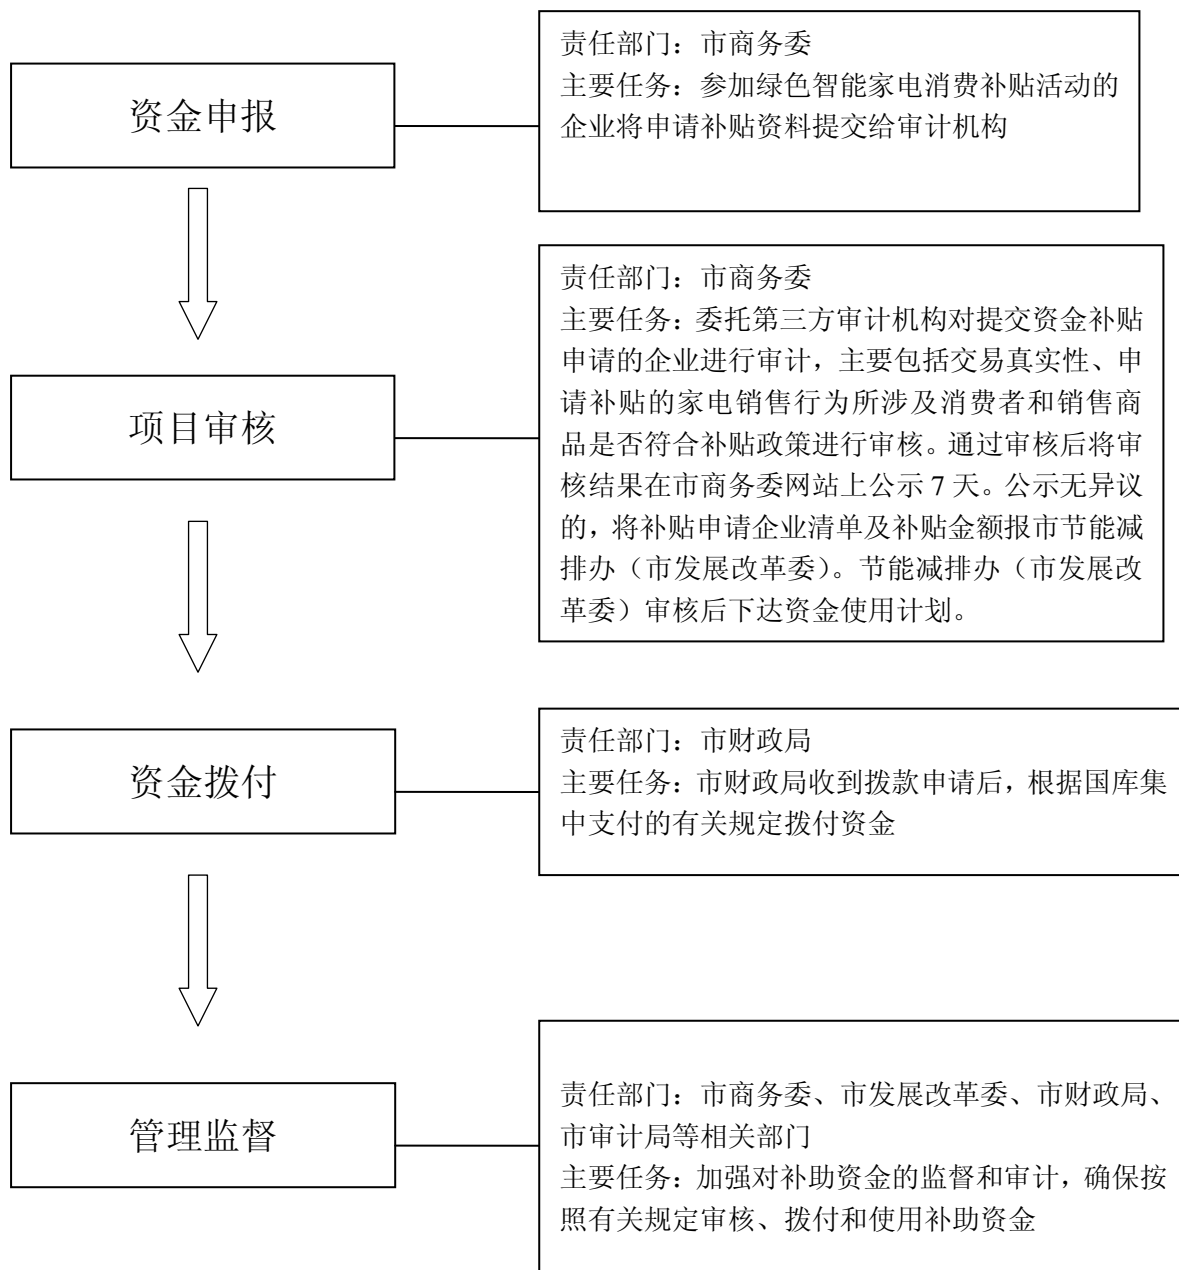 资金申报
责任部门：市商务委
主要任务：参加绿色智能家电消费补贴活动的
企业将申请补贴资料提交给审计机构
项目审核
责任部门：市商务委
主要任务：委托第三方审计机构对提交资金补贴
申请的企业进行审计，主要包括交易真实性、申
请补贴的家电销售行为所涉及消费者和销售商
品是否符合补贴政策进行审核。通过审核后将审
核结果在市商务委网站上公示 7 天。公示无异议
的，将补贴申请企业清单及补贴金额报市节能减
排办（市发展改革委）。节能减排办（市发展改
革委）审核后下达资金使用计划。
资金拨付
责任部门：市财政局
主要任务：市财政局收到拨款申请后，根据国库集
中支付的有关规定拨付资金
管理监督
责任部门：市商务委、市发展改革委、市财政局、
市审计局等相关部门
主要任务：加强对补助资金的监督和审计，确保按
照有关规定审核、拨付和使用补助资金